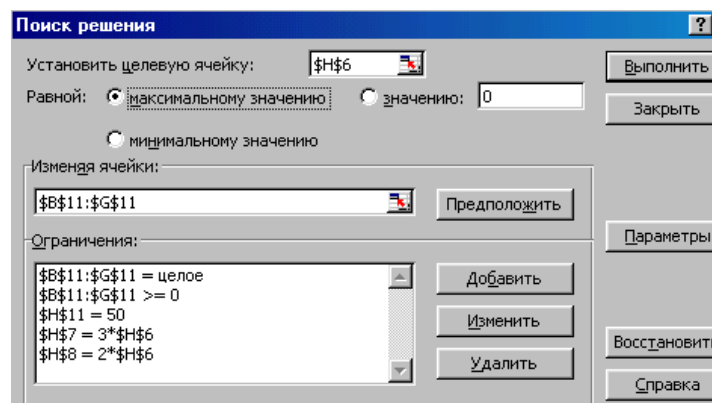 Поиск решения ?
Установить целевую ячейку: $H$6 Выполнить
Равной: максимальному значению значению: 0 Закрыть
минимальному значению
Изменяя ячейки:
$B$11:$G$11 Предположить
Ограничения: Параметры
$B$11:$G$11 = целое Добавить
$B$11:$G$11 >= 0
$H$11 = 50 Изменить
$H$7 = 3*$H$6 Восстановить
$H$8 = 2*$H$6 Удалить
Справка